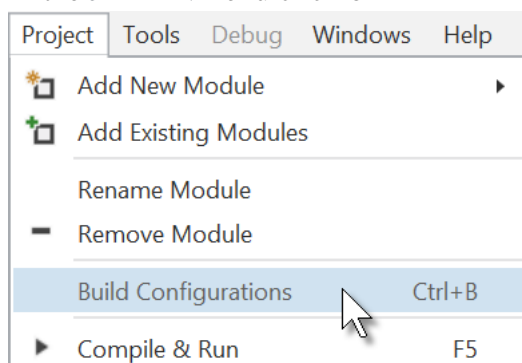 Project Tools Debug Windows Help
Add New Module
Add Existing Modules
Rename Module
Remove Module
Build Configurations Ctrl+B
Compile & Run F5